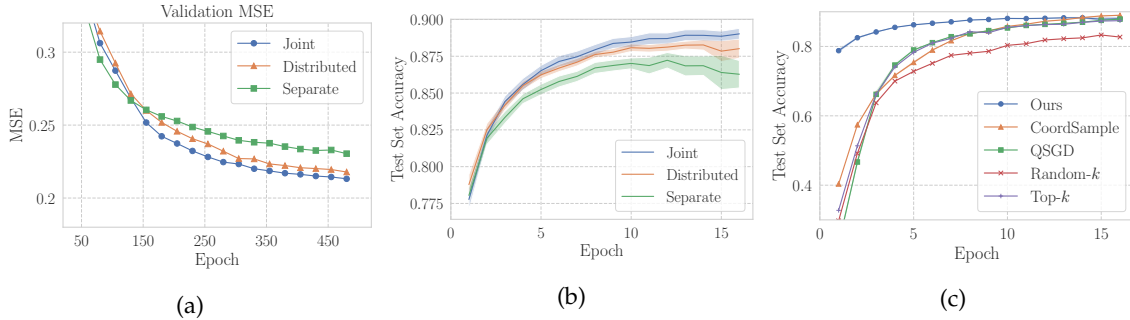 Validation MSE
MSE
0.3
0.25
0.2
Joint
Distributed
Separate
50 150 250 350 450
Epoch
(a)
Test Set Accuracy
0.900
0.875
0.850
0.825
0.800
0.775
Joint
Distributed
Separate
0 5 10 15
Epoch
(b)
Test Set Accuracy
0.8
0.6
0.4
Ours
CoordSample
QSGD
Random-k
Top-k
0 5 10 15
Epoch
(c)